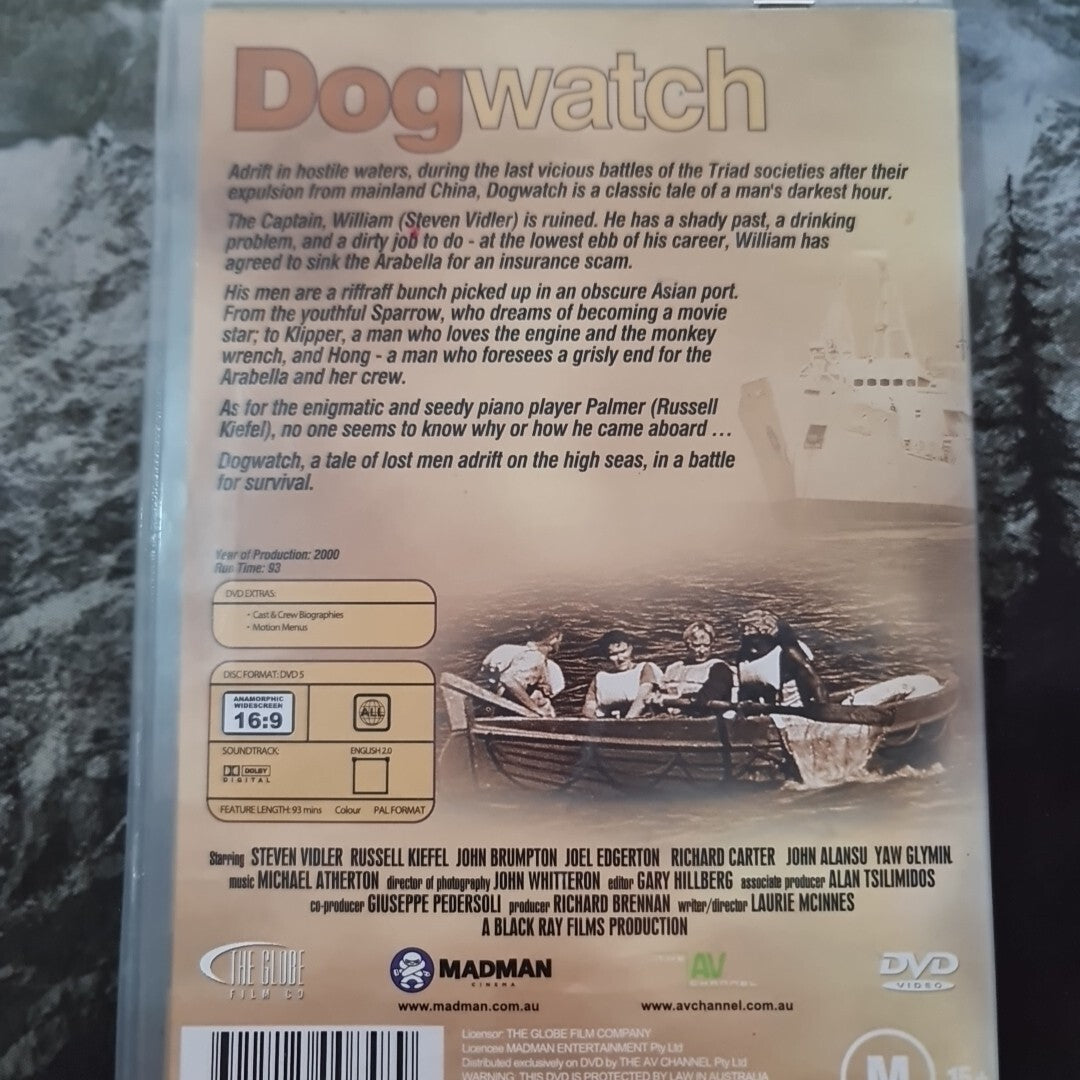 Dogwatch
Adrift in hostile waters, during the last vicious battles of the Triad societies after their
expulsion from mainland China, Dogwatch is a classic tale of a man's darkest hour.
The Captain, William (Steven Vidler) is ruined. He has a shady past, a drinking
problem, and a dirty job to do - at the lowest ebb of his career, William has
agreed to sink the Arabella for an insurance scam.
His men are a riffraff bunch picked up in an obscure Asian port.
From the youthful Sparrow, who dreams of becoming a movie
star; to Klipper, a man who loves the engine and the monkey
wrench, and Hong - a man who foresees a grisly end for the
Arabella and her crew.
As for the enigmatic and seedy piano player Palmer (Russell
Kiefel), no one seems to know why or how he came aboard ...
Dogwatch, a tale of lost men adrift on the high seas, in a battle
for survival.
Year of Production: 2000
Run Time: 93
DVD EXTRAS:
• Cast & Crew Biographies
• Motion Menus
DISC FORMAT: DVD 5
ANAMORPHIC
WIDESCREEN
16:9
ALL
SOUNDTRACK:
ENGLISH 2.0
DOLBY
DIGITAL
FEATURE LENGTH: 93 mins Colour PAL FORMAT
Starring STEVEN VIDLER RUSSELL KIEFEL JOHN BRUMPTON JOEL EDGERTON RICHARD CARTER JOHN ALANSU YAW GLYMIN
music MICHAEL ATHERTON director of photography JOHN WHITTERON editor GARY HILLBERG associate producer ALAN TSILIMIDOS
co-producer GIUSEPPE PEDERSOLI producer RICHARD BRENNAN writer/director LAURIE MCINNES
A BLACK RAY FILMS PRODUCTION
THE GLOBE
FILM CO
MADMAN
CINEMA
www.madman.com.au
THE
AV
CHANNEL
www.avchannel.com.au
DVD
VIDEO
Licensor: THE GLOBE FILM COMPANY
Licencee MADMAN ENTERTAINMENT Pty Ltd
Distributed exclusively on DVD by THE AV CHANNEL Pty Ltd
WARNING: THIS DVD IS PROTECTED BY LAW IN AUSTRALIA
M 15+